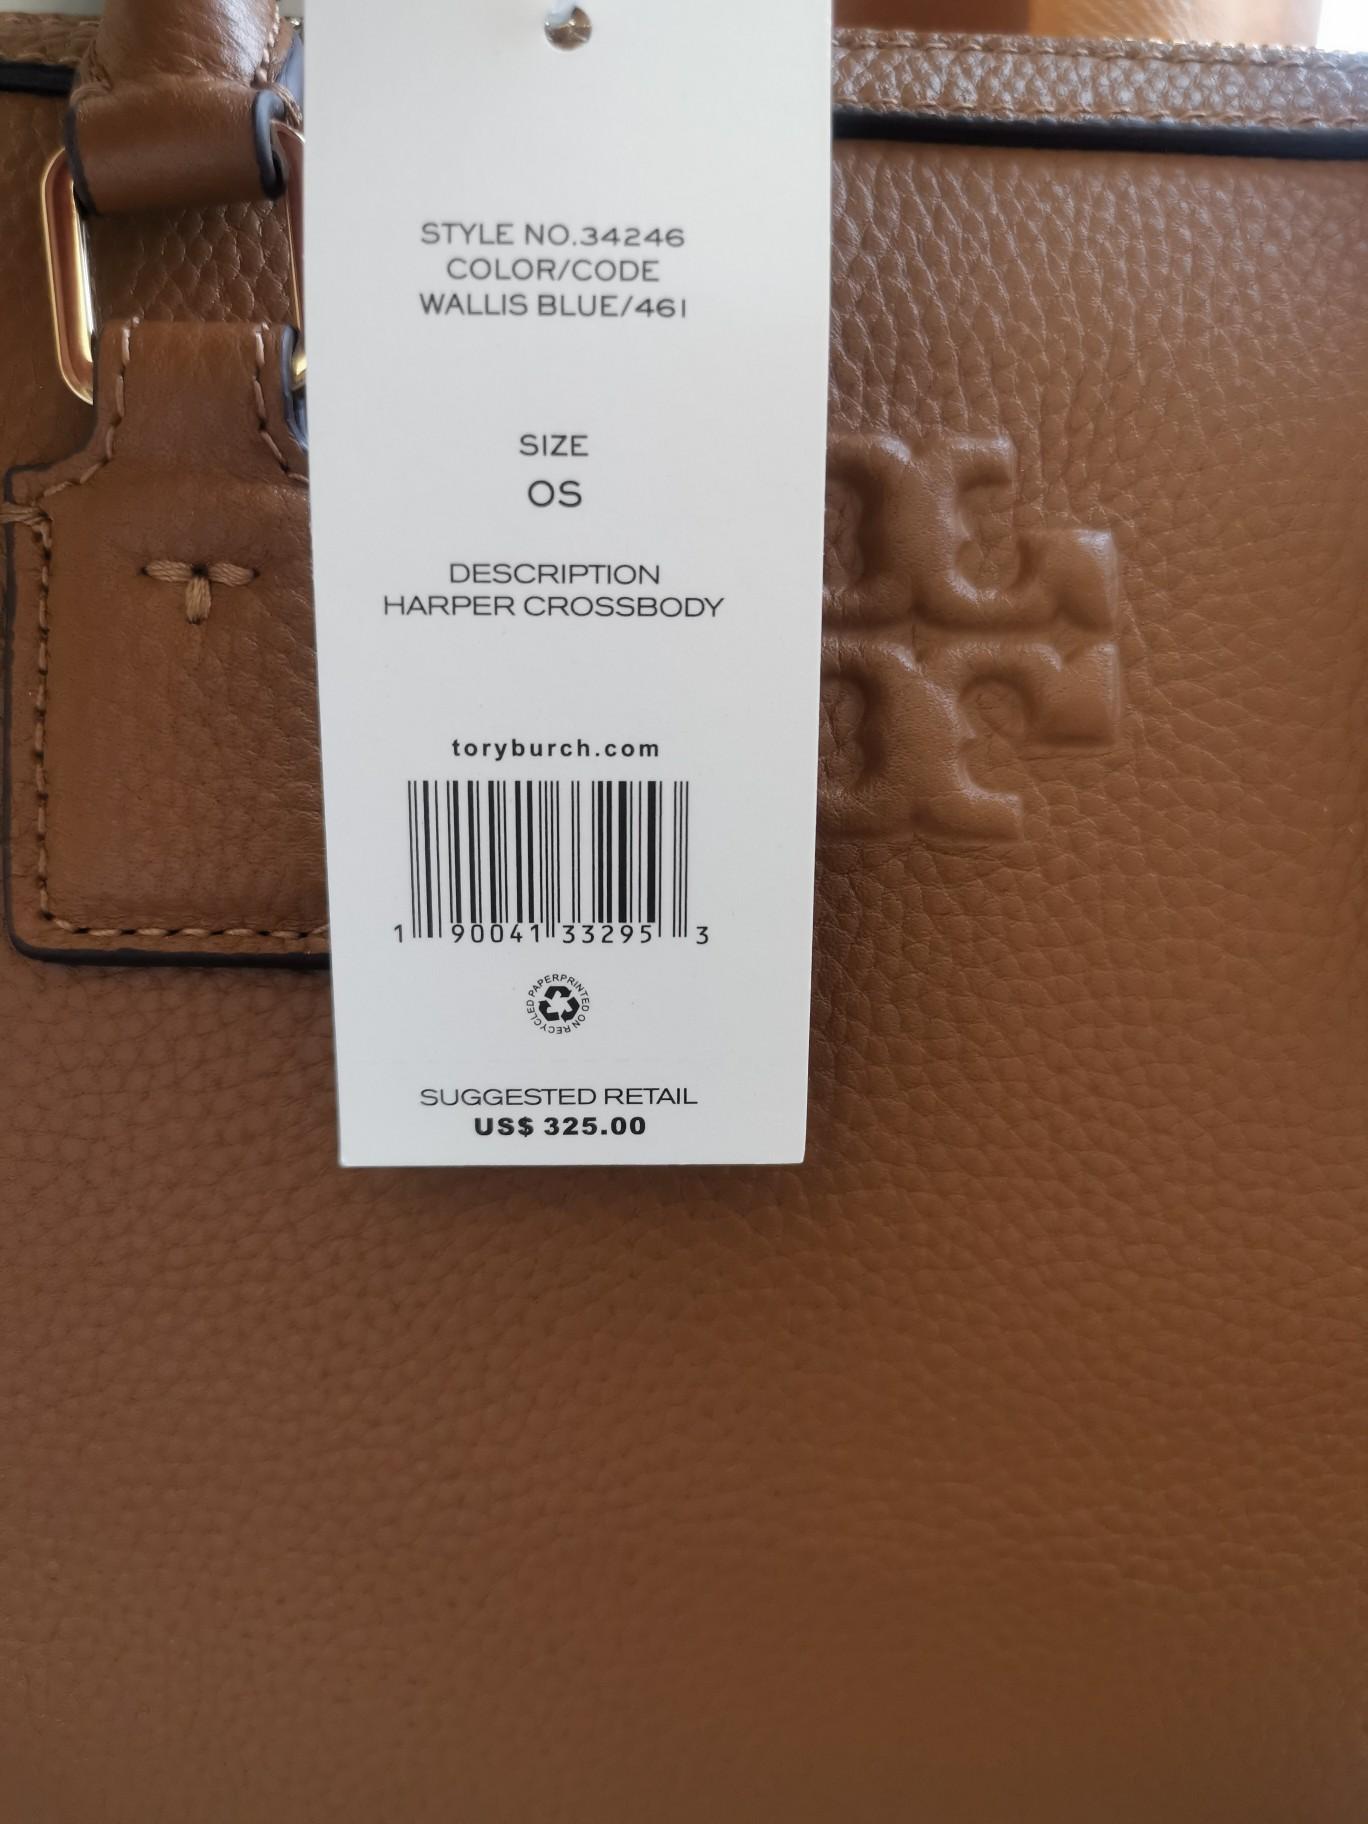 STYLE NO.34246
COLOR/CODE
WALLIS BLUE/461
SIZE
OS
DESCRIPTION
HARPER CROSSBODY
toryburch.com
1 90041 33295 3
PRINTED ON RECYCLED PAPER
SUGGESTED RETAIL
US$ 325.00